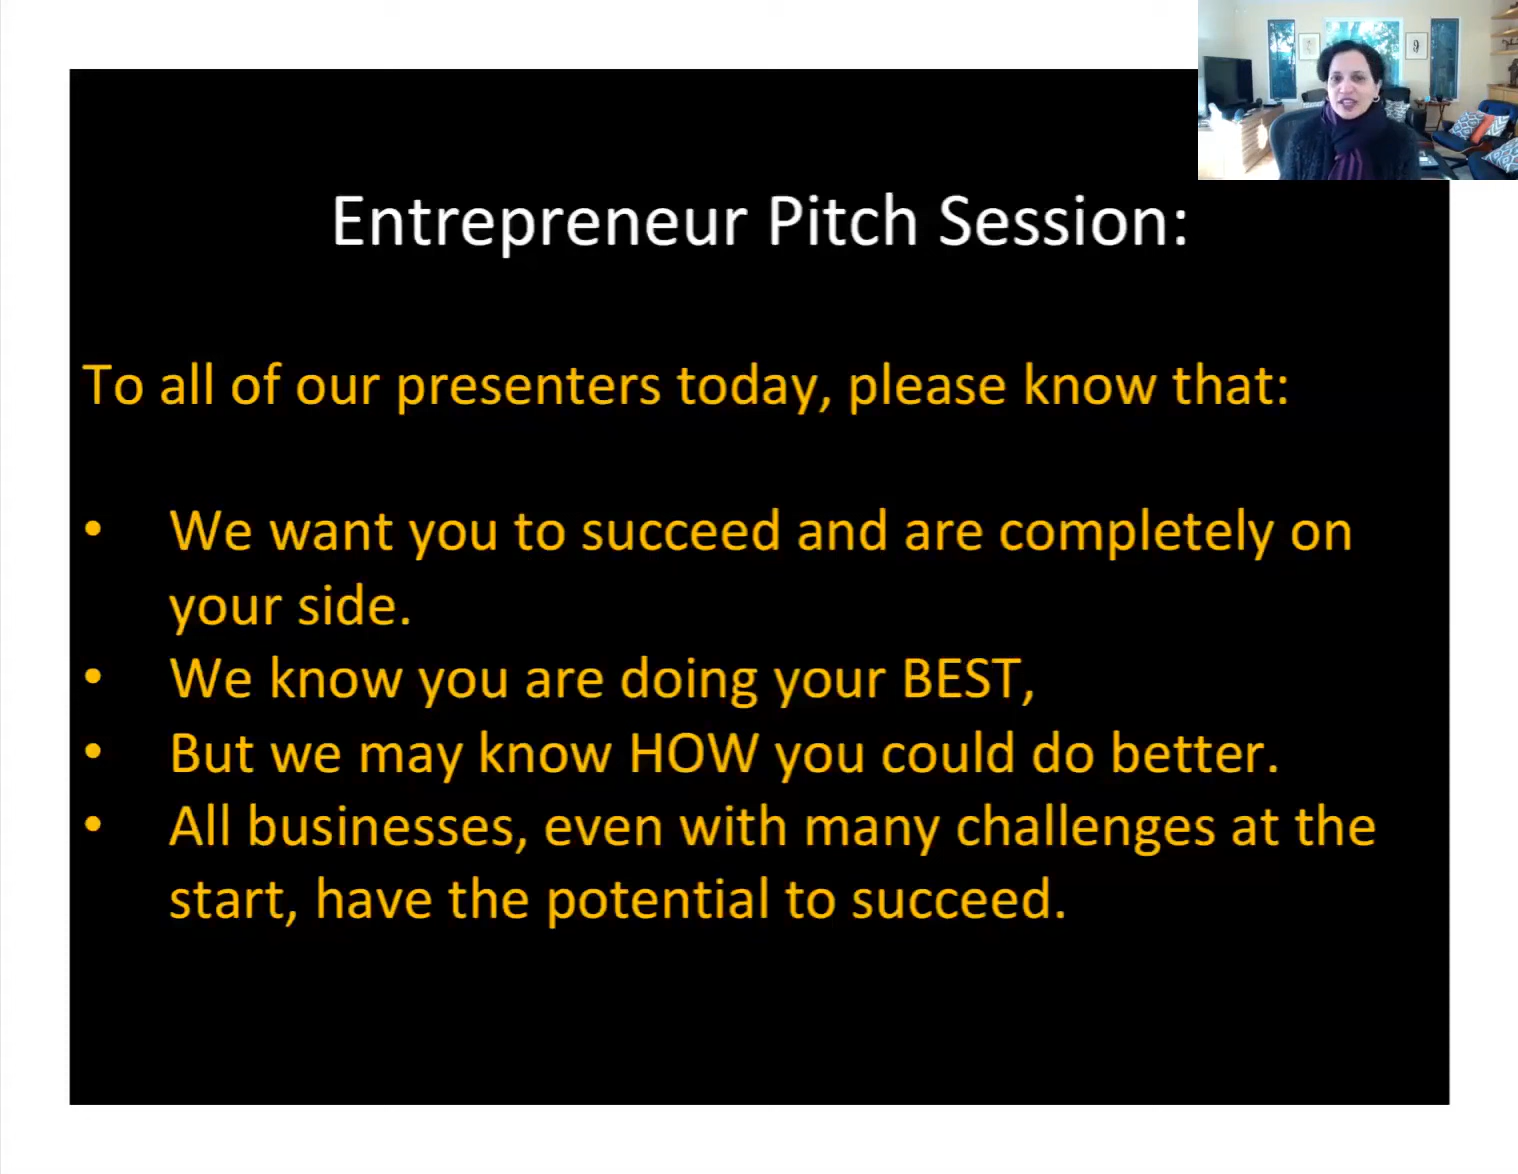 Entrepreneur Pitch Session:
To all of our presenters today, please know that:
• We want you to succeed and are completely on
your side.
• We know you are doing your BEST,
• But we may know HOW you could do better.
• All businesses, even with many challenges at the
start, have the potential to succeed.